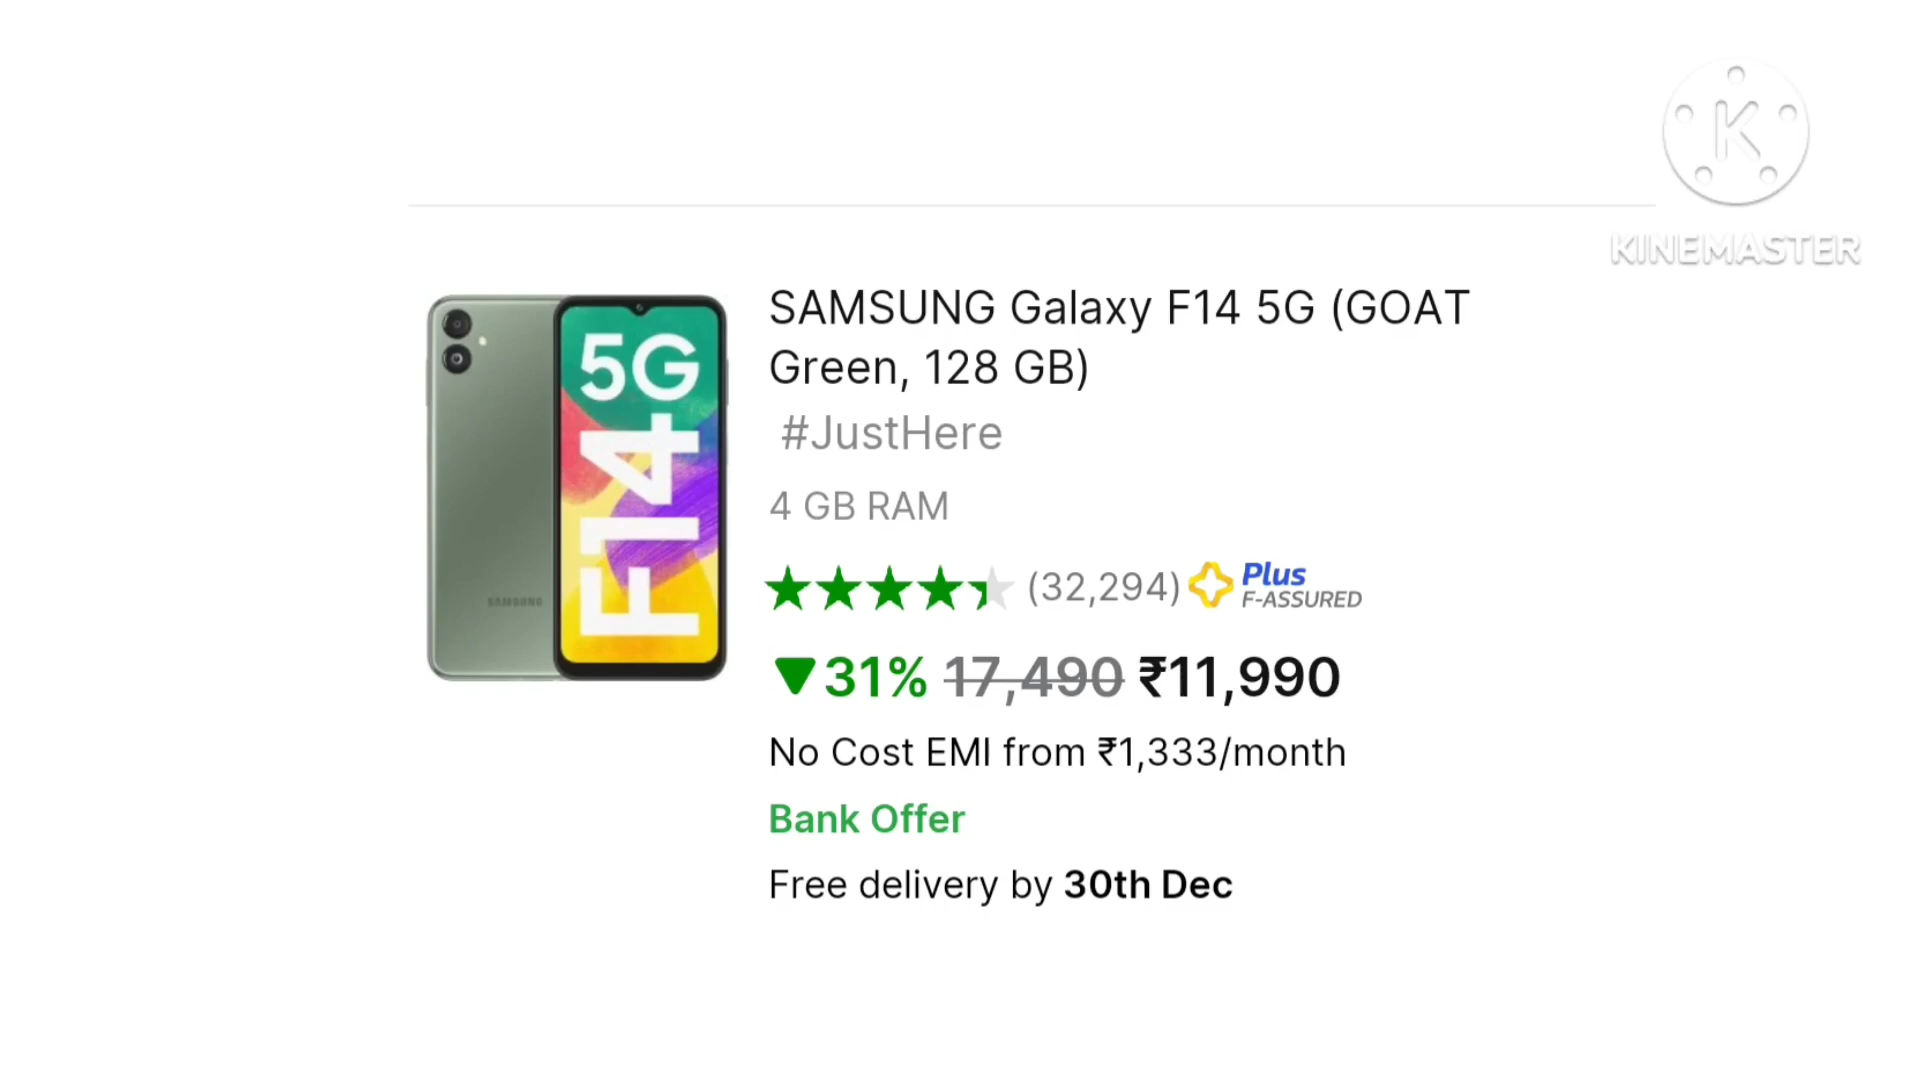 K
KINEMASTER
SAMSUNG Galaxy F14 5G (GOAT
Green, 128 GB)
#JustHere
4 GB RAM
(32,294) Plus
F-ASSURED
▼31% 17,490 ₹11,990
No Cost EMI from ₹1,333/month
Bank Offer
Free delivery by 30th Dec
5G
F14
SAMSUNG